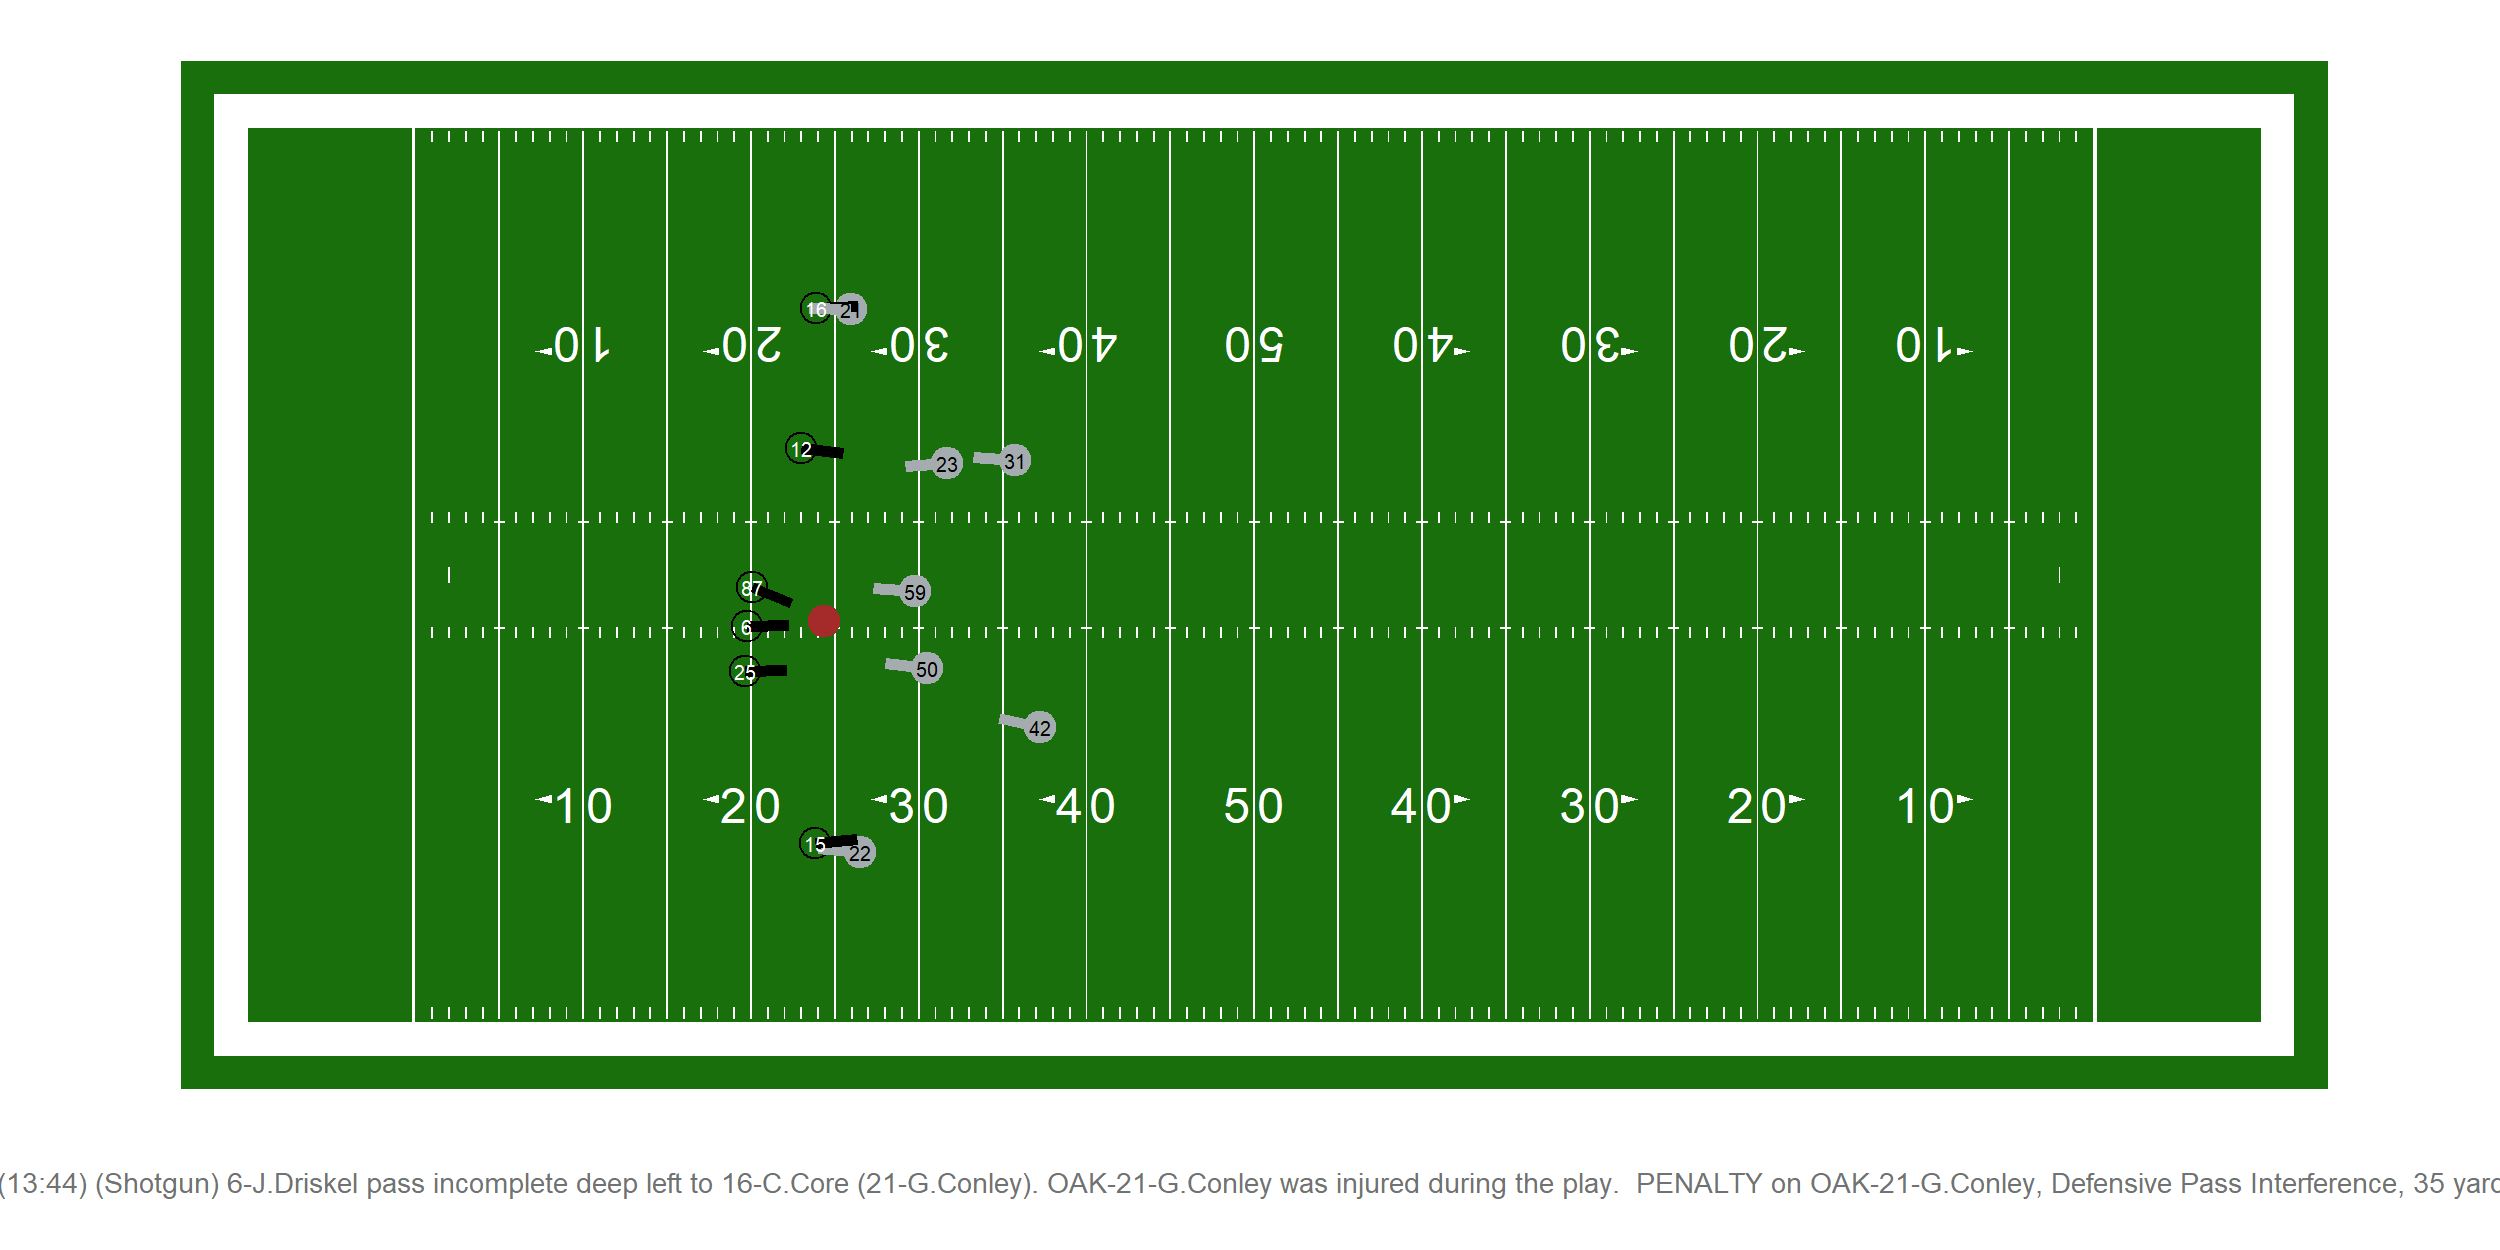 16 21
10 20 30 40 50 40 30 20 10
12 23 31
87 59
6
25 50
42
10 20 30 40 50 40 30 20 10
15 22
(13:44) (Shotgun) 6-J.Driskel pass incomplete deep left to 16-C.Core (21-G.Conley). OAK-21-G.Conley was injured during the play. PENALTY on OAK-21-G.Conley, Defensive Pass Interference, 35 yard